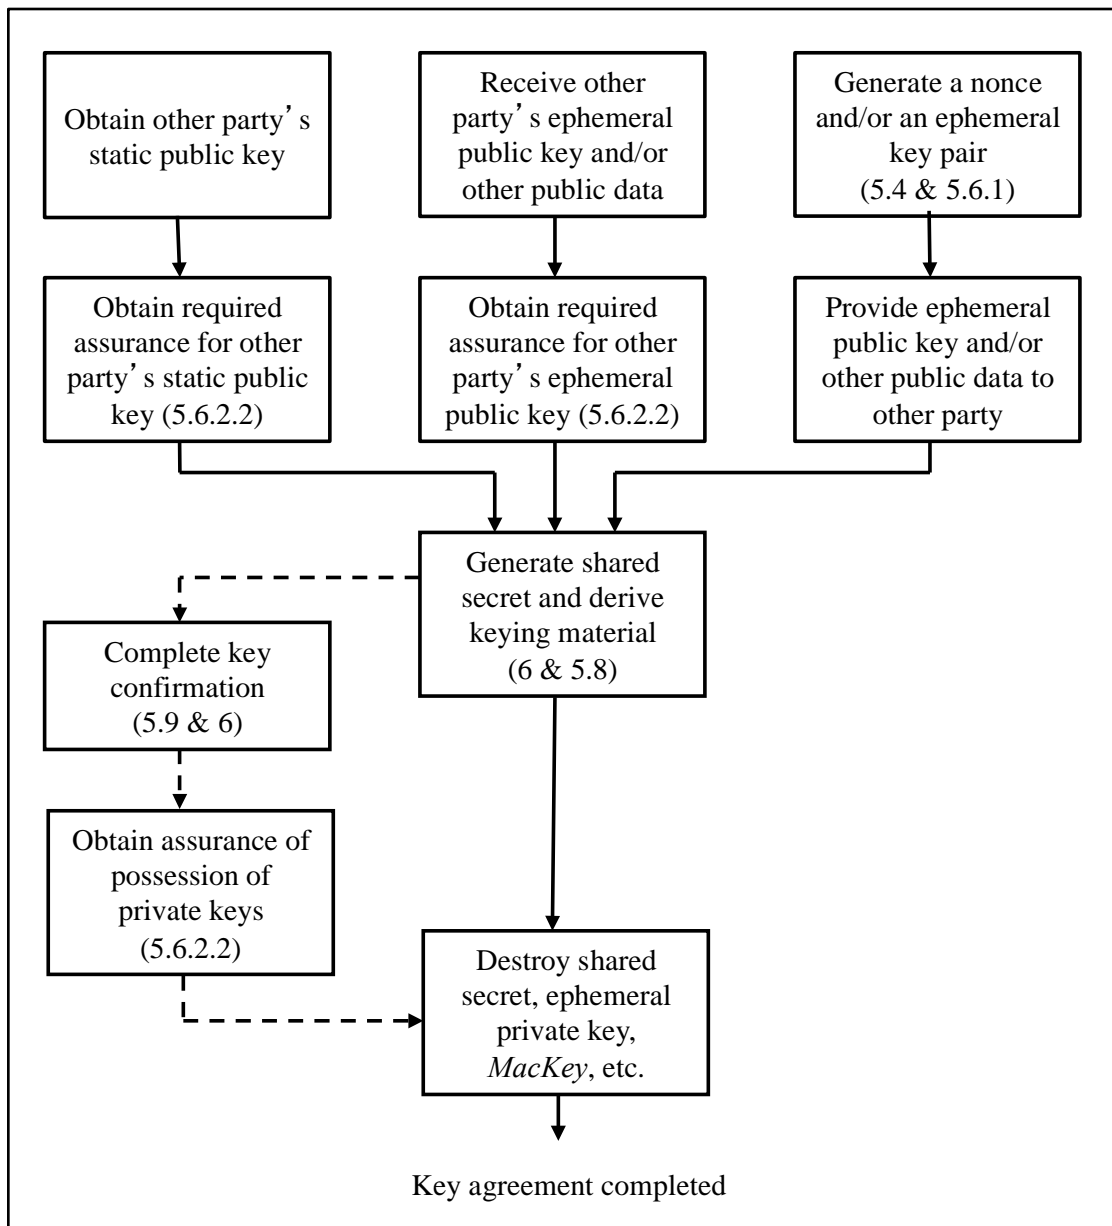 Obtain other party’s
static public key
Receive other
party’s ephemeral
public key and/or
other public data
Generate a nonce
and/or an ephemeral
key pair
(5.4 & 5.6.1)
Obtain required
assurance for other
party’s static public
key (5.6.2.2)
Obtain required
assurance for other
party’s ephemeral
public key (5.6.2.2)
Provide ephemeral
public key and/or
other public data to
other party
Generate shared
secret and derive
keying material
(6 & 5.8)
Complete key
confirmation
(5.9 & 6)
Obtain assurance of
possession of
private keys
(5.6.2.2)
Destroy shared
secret, ephemeral
private key,
MacKey, etc.
Key agreement completed